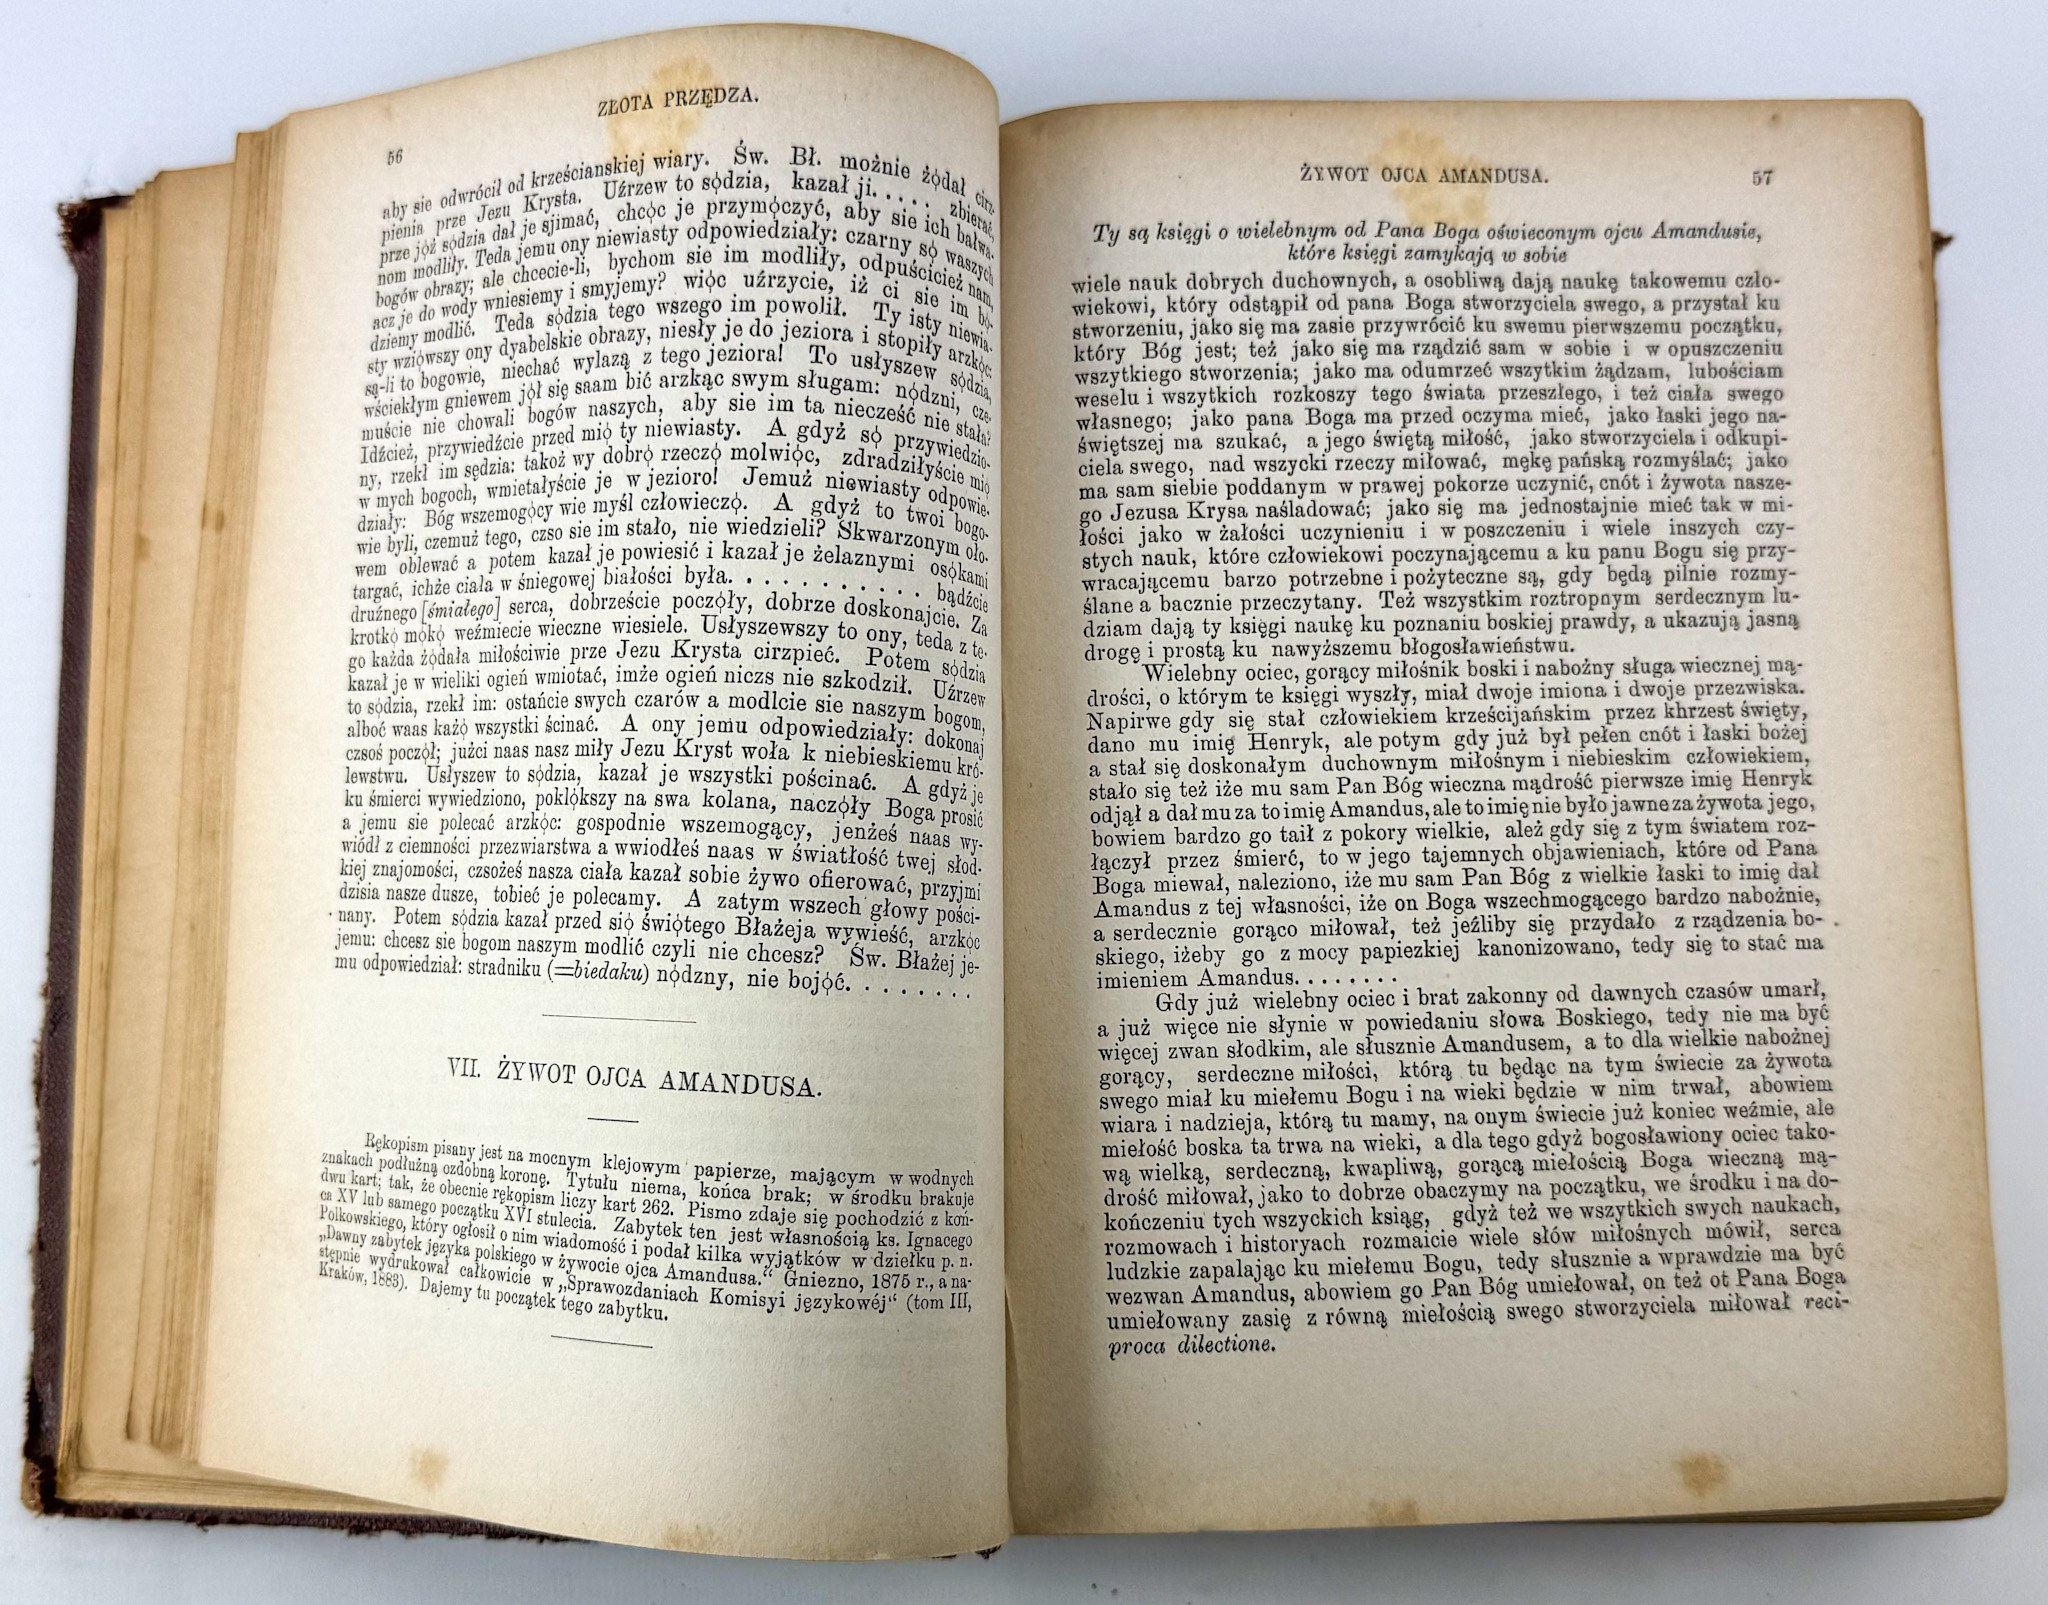 ZŁOTA PRZĘDZA.
56
aby sie odwrócił od krześcianskiej wiary. Św. Bł. możnie żǫdał cirz-
pienia prze Jezu Krysta. Uźrzew to sǫdzia, kazał ji. . . . . zbierać,
prze jóż sǫdzia dał je sjimać, chcǫc je przymǫczyć, aby sie ich bałwa-
nom modliły. Teda jemu ony niewiasty odpowiedziały: czarny sǫ waszych
bogów obrazy; ale chcecie-li, bychom sie im modliły, odpuścicież nam,
acz je do wody wniesiemy i smyjemy? więc uźrzycie, iż ci sie im bǫ-
dziemy modlić. Teda sǫdzia tego wszego im powolił. Ty isty niewia-
sty wziǫwszy ony dyabelskie obrazy, niesły je do jeziora i stopiły arzkǫc:
są-li to bogowie, niechać wylazą z tego jeziora! To usłyszew sǫdzia,
wściekłym gniewem jǫł się saam bić arzkąc swym sługam: nǫdzni, cze-
muście nie chowali bogów naszych, aby sie im ta niecześć nie stała?
Idźcież, przywiedźcie przed miǫ ty niewiasty. A gdyż sǫ przywiedzio-
ny, rzekł im sędzia: takoż wy dobrǫ rzeczǫ molwiǫc, zdradziłyście miǫ
w mych bogoch, wmietałyście je w jezioro! Jemuż niewiasty odpowie-
działy: Bóg wszemogǫcy wie myśl człowieczǫ. A gdyż to twoi bogo-
wie byli, czemuż tego, czso sie im stało, nie wiedzieli? Skwarzonym oło-
wem oblewać a potem kazał je powiesić i kazał je żelaznymi osǫkami
targać, ichże ciała w śniegowej białości była. . . . . . . . . . . bądźcie
drużnego [śmiałego] serca, dobrzeście poczǫły, dobrze doskonajcie. Za
krotkǫ mǫkǫ weźmiecie wieczne wiesiele. Usłyszewszy to ony, teda z te-
go każda żǫdała miłościwie prze Jezu Krysta cirzpieć. Potem sǫdzia
kazał je w wieliki ogień wmiotać, imże ogień niczs nie szkodził. Uźrzew
to sǫdzia, rzekł im: ostańcie swych czarów a modlcie sie naszym bogom,
alboć waas każǫ wszystki ścinać. A ony jemu odpowiedziały: dokonaj
czsoś poczǫł; jużci naas nasz miły Jezu Kryst woła k niebieskiemu kró-
lewstwu. Usłyszew to sǫdzia, kazał je wszystki pościnać. A gdyż je
ku śmierci wywiedziono, poklǫkszy na swa kolana, naczǫły Boga prosić
a jemu sie polecać arzkǫc: gospodnie wszemogący, jenżeś naas wy-
wiódł z ciemności przezwiarstwa a wwiodłeś naas w światłość twej słod-
kiej znajomości, czsożeś nasza ciała kazał sobie żywo ofierować, przyjmi
dzisia nasze dusze, tobieć je polecamy. A zatym wszech głowy pości-
nany. Potem sǫdzia kazał przed siǫ świǫtego Błażeja wywieść, arzkǫc
jemu: chcesz sie bogom naszym modlić czyli nie chcesz? Św. Błażej je-
mu odpowiedział: stradniku (=biedaku) nǫdzny, nie bojǫć. . . . . . . .
VII. ŻYWOT OJCA AMANDUSA.
Rękopism pisany jest na mocnym klejowym papierze, mającym w wodnych
znakach podłużną ozdobną koronę. Tytułu niema, końca brak; w środku brakuje
dwu kart; tak, że obecnie rękopism liczy kart 262. Pismo zdaje się pochodzić z koń-
ca XV lub samego początku XVI stulecia. Zabytek ten jest własnością ks. Ignacego
Polkowskiego, który ogłosił o nim wiadomość i podał kilka wyjątków w dziełku p. n.
„Dawny zabytek języka polskiego w żywocie ojca Amandusa.“ Gniezno, 1875 r., a na-
stępnie wydrukował całkowicie w „Sprawozdaniach Komisyi językowéj“ (tom III,
Kraków, 1883). Dajemy tu początek tego zabytku.
ŻYWOT OJCA AMANDUSA.
57
Ty są księgi o wielebnym od Pana Boga oświeconym ojcu Amandusie,
które księgi zamykają w sobie
wiele nauk dobrych duchownych, a osobliwą dają naukę takowemu czło-
wiekowi, który odstąpił od pana Boga stworzyciela swego, a przystał ku
stworzeniu, jako się ma zasie przywrócić ku swemu pierwszemu początku,
który Bóg jest; też jako się ma rządzić sam w sobie i w opuszczeniu
wszytkiego stworzenia; jako ma odumrzeć wszytkim żądzam, lubościam
weselu i wszytkich rozkoszy tego świata przeszłego, i też ciała swego
własnego; jako pana Boga ma przed oczyma mieć, jako łaski jego na-
świętszej ma szukać, a jego świętą miłość, jako stworzyciela i odkupi-
ciela swego, nad wszycki rzeczy miłować, mękę pańską rozmyślać; jako
ma sam siebie poddanym w prawej pokorze uczynić, cnót i żywota nasze-
go Jezusa Krysa naśladować; jako się ma jednostajnie mieć tak w mi-
łości jako w żałości uczynieniu i w poszczeniu i wiele inszych czy-
stych nauk, które człowiekowi poczynającemu a ku panu Bogu się przy-
wracającemu barzo potrzebne i pożyteczne są, gdy będą pilnie rozmy-
ślane a bacznie przeczytany. Też wszystkim roztropnym serdecznym lu-
dziam dają ty księgi naukę ku poznaniu boskiej prawdy, a ukazują jasną
drogę i prostą ku nawyższemu błogosławieństwu.
Wielebny ociec, gorący miłośnik boski i nabożny sługa wiecznej mą-
drości, o którym te księgi wyszły, miał dwoje imiona i dwoje przezwiska.
Napirwe gdy się stał człowiekiem krześcijańskim przez khrzest święty,
dano mu imię Henryk, ale potym gdy już był pełen cnót i łaski bożej
a stał się doskonałym duchownym miłośnym i niebieskim człowiekiem,
stało się też iże mu sam Pan Bóg wieczna mądrość pierwsze imię Henryk
odjął a dał mu za to imię Amandus, ale to imię nie było jawne za żywota jego,
bowiem bardzo go taił z pokory wielkie, aleź gdy się z tym światem roz-
łączył przez śmierć, to w jego tajemnych objawieniach, które od Pana
Boga miewał, naleziono, iże mu sam Pan Bóg z wielkie łaski to imię dał
Amandus z tej własności, iże on Boga wszechmogącego bardzo nabożnie,
a serdecznie gorąco miłował, też jeźliby się przydało z rządzenia bo-
skiego, iżeby go z mocy papiezkiej kanonizowano, tedy się to stać ma
imieniem Amandus. . . . . . . .
Gdy już wielebny ociec i brat zakonny od dawnych czasów umarł,
a już więce nie słynie w powiedaniu słowa Boskiego, tedy nie ma być
więcej zwan słodkim, ale słusznie Amandusem, a to dla wielkie nabożnej
gorący, serdeczne miłości, którą tu będąc na tym świecie za żywota
swego miał ku miełemu Bogu i na wieki będzie w nim trwał, abowiem
wiara i nadzieja, którą tu mamy, na onym świecie już koniec weźmie, ale
miełość boska ta trwa na wieki, a dla tego gdyż bogosławiony ociec tako-
wą wielką, serdeczną, kwapliwą, gorącą miełością Boga wieczną mą-
drość miłował, jako to dobrze obaczymy na początku, we środku i na do-
kończeniu tych wszyckich ksiąg, gdyż też we wszytkich swych naukach,
rozmowach i historyach rozmaicie wiele słów miłośnych mówił, serca
ludzkie zapalając ku miełemu Bogu, tedy słusznie a wprawdzie ma być
wezwan Amandus, abowiem go Pan Bóg umiełował, on też ot Pana Boga
umiełowany zasię z równą miełością swego stworzyciela miłował reci-
proca dilectione.